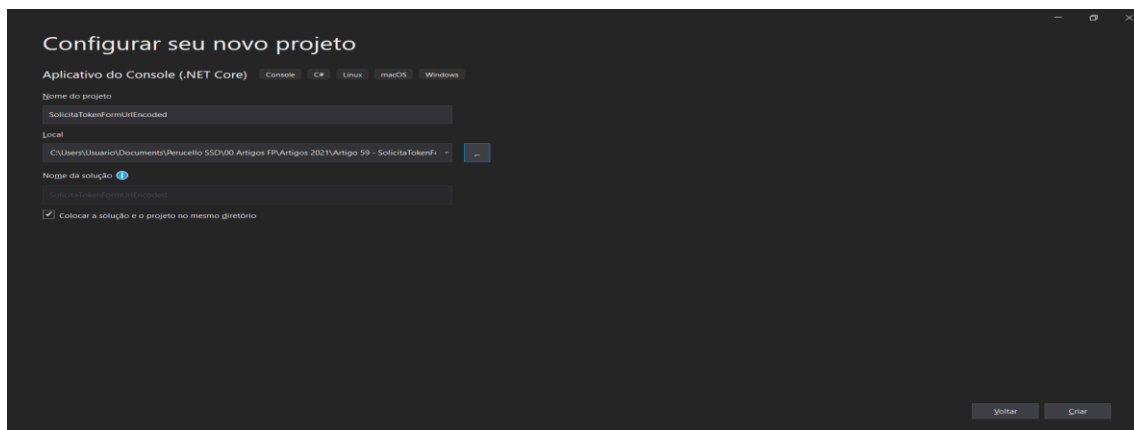 Configurar seu novo projeto
Aplicativo do Console (.NET Core) Console C# Linux macOS Windows
Nome do projeto
SolicitaTokenFormUrlEncoded
Local
C:\Users\Usuario\Documents\Perucello SSD\00 Artigos FP\Artigos 2021\Artigo 59 - SolicitaTokenF
...
Nome da solução
SolicitaTokenFormUrlEncoded
Colocar a solução e o projeto no mesmo diretório
Voltar Criar